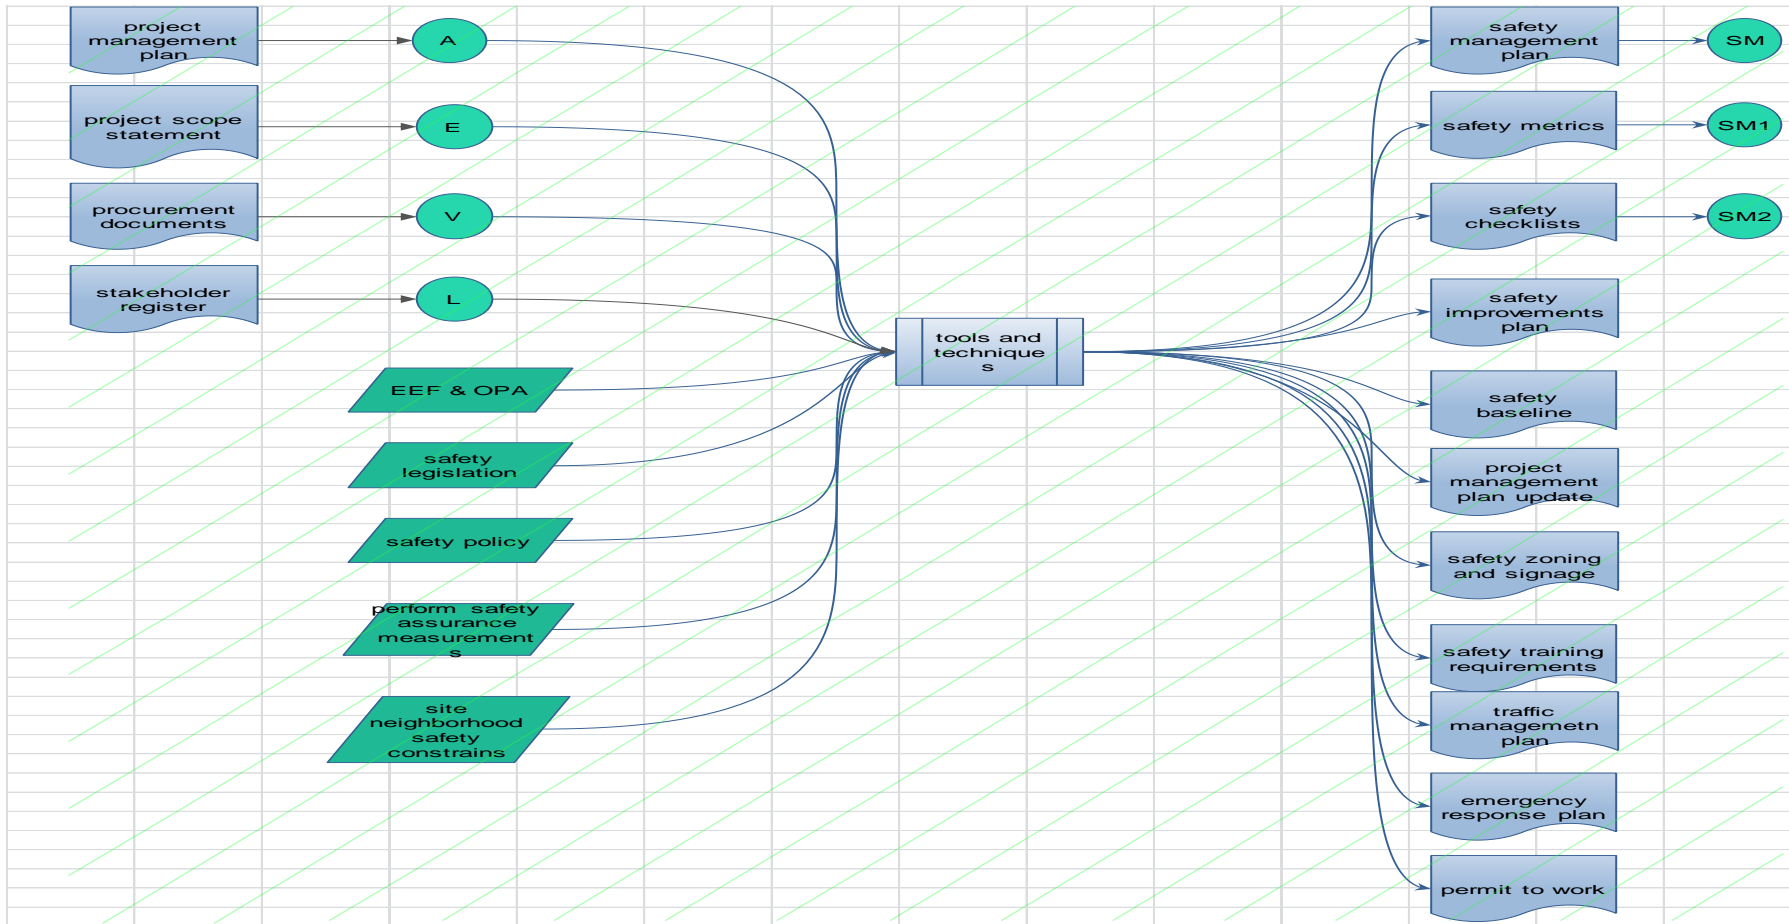 project
management
plan
A
project scope
statement
E
procurement
documents
V
stakeholder
register
L
EEF & OPA
safety
legislation
safety policy
perform safety
assurance
measurement
s
site
neighborhood
safety
constrains
tools and
technique
s
safety
management
plan
SM
safety metrics
SM1
safety
checklists
SM2
safety
improvements
plan
safety
baseline
project
management
plan update
safety zoning
and signage
safety training
requirements
traffic
managemetn
plan
emergency
response plan
permit to work